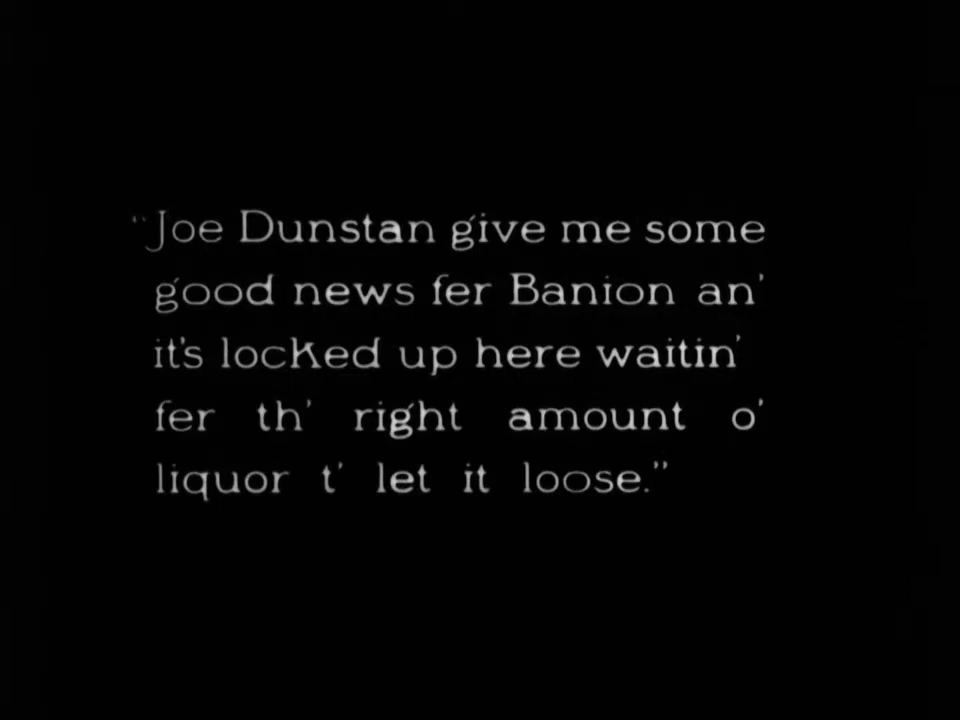 "Joe Dunstan give me some
good news fer Banion an'
it's locked up here waitin'
fer th' right amount o'
liquor t' let it loose."